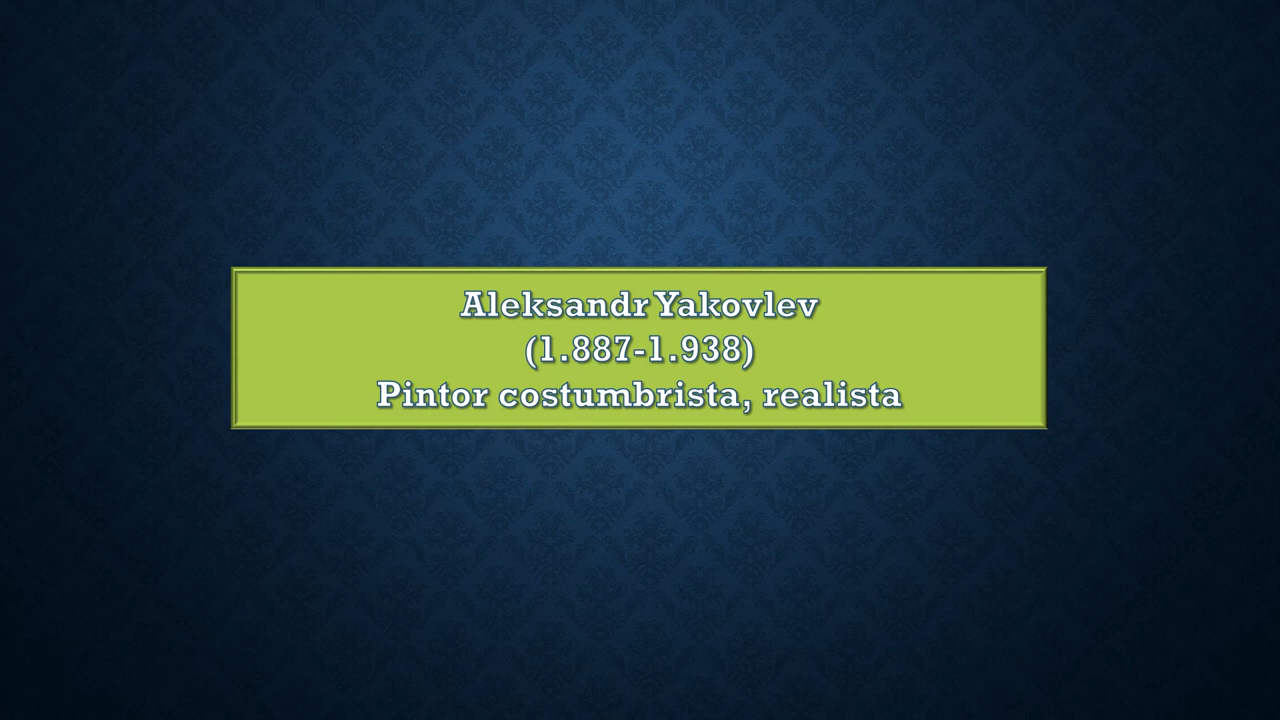 Aleksandr Yakovlev
(1.887-1.938)
Pintor costumbrista, realista